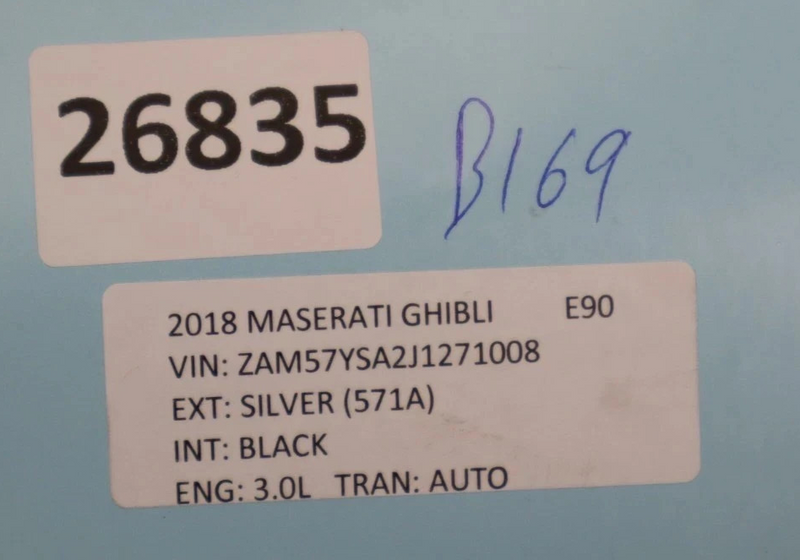 26835
B169
2018 MASERATI GHIBLI E90
VIN: ZAM57YSA2J1271008
EXT: SILVER (571A)
INT: BLACK
ENG: 3.0L TRAN: AUTO